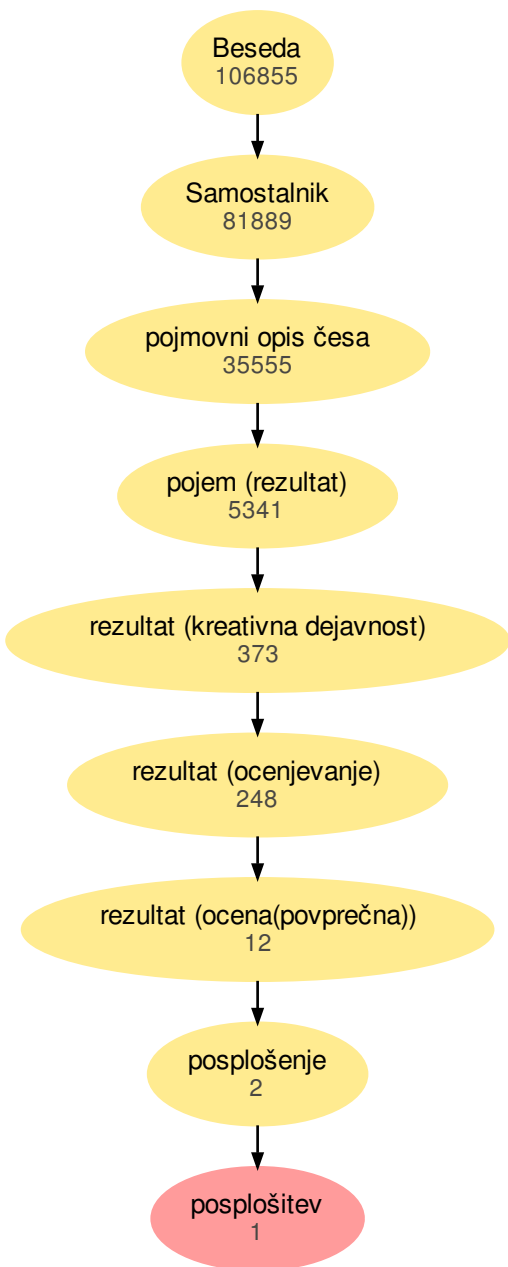 Beseda
106855
Samostalnik
81889
pojmovni opis česa
35555
pojem (rezultat)
5341
rezultat (kreativna dejavnost)
373
rezultat (ocenjevanje)
248
rezultat (ocena(povprečna))
12
posplošenje
2
posplošitev
1